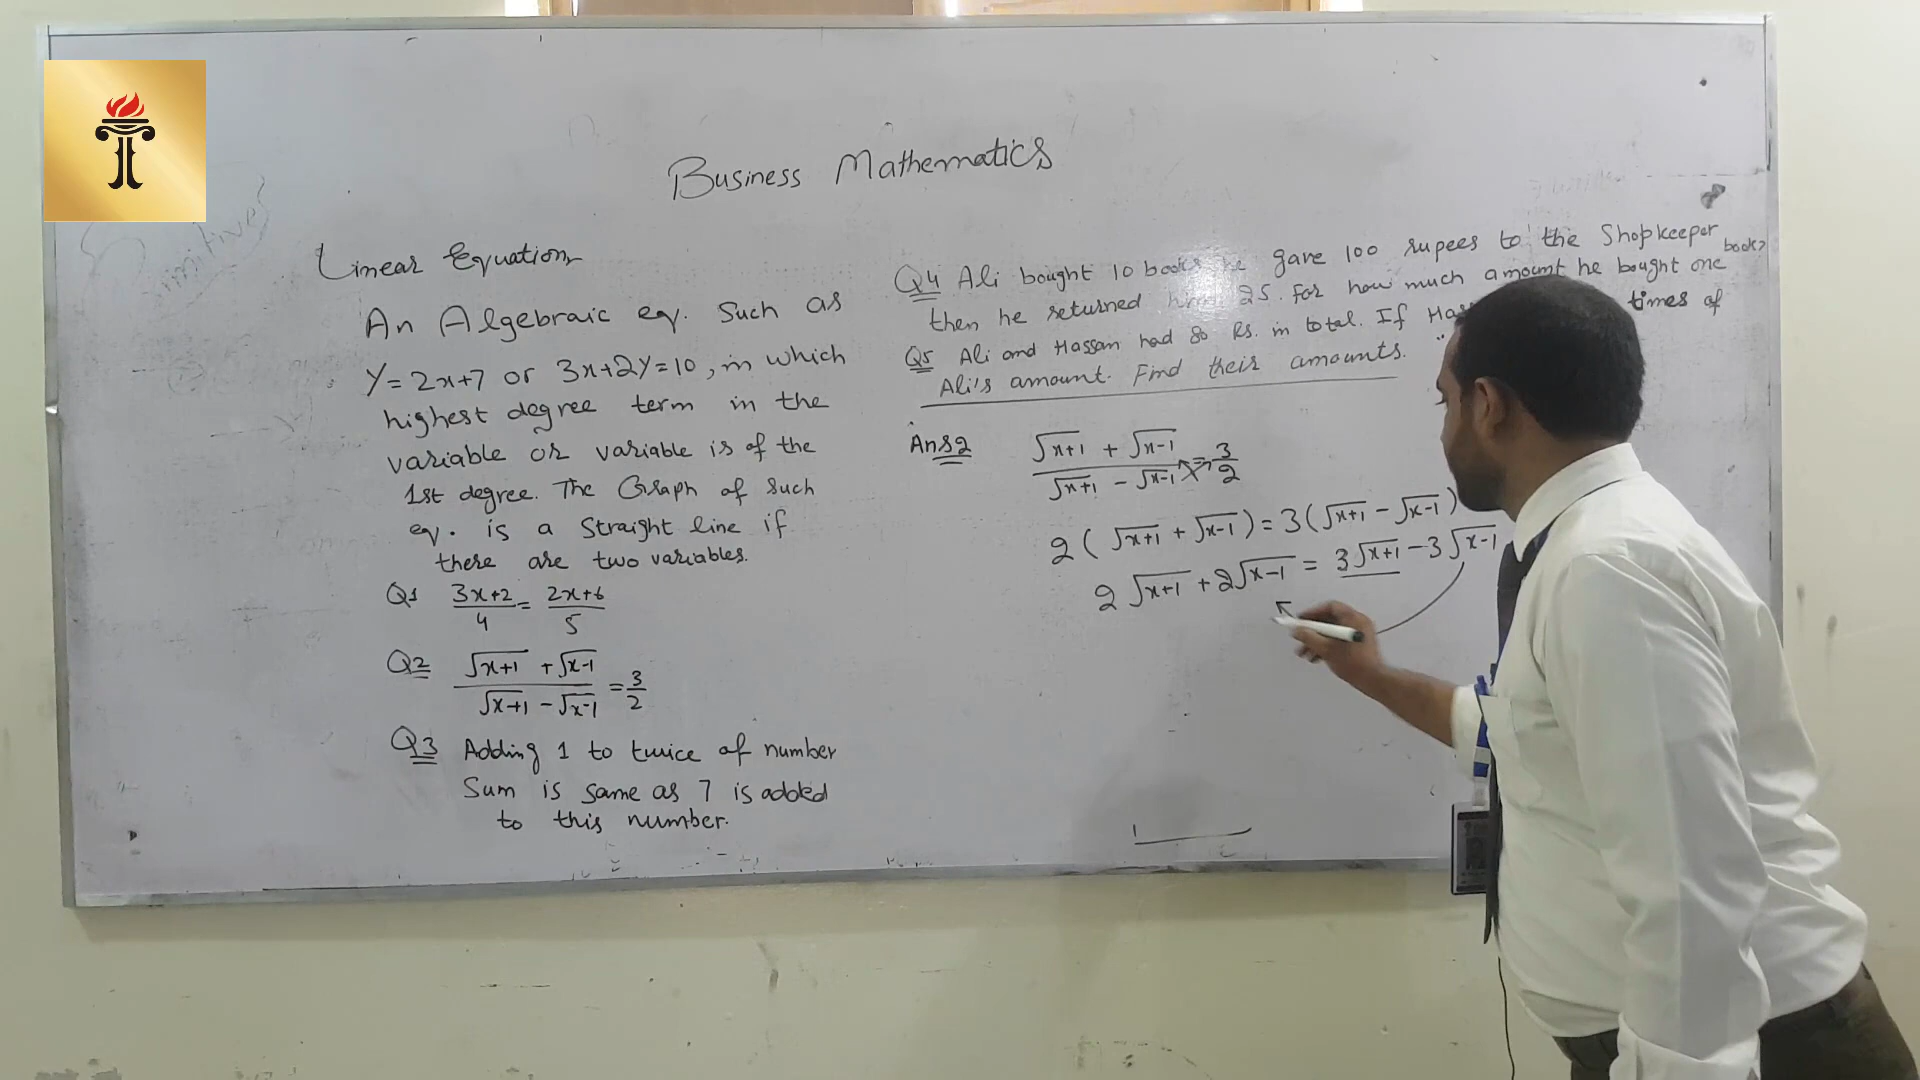 Business Mathematics
Linear Equation
An Algebraic eq. Such as
Y=2x+7 or 3x+2Y=10, in which
highest degree term in the
variable or variable is of the
1st degree. The Graph of such
eq. is a straight line if
there are two variables.
Q1 3x+2/4 = 2x+6/5
Q2 √x+1 + √x-1 / √x+1 - √x-1 = 3/2
Q3 Adding 1 to twice of number
Sum is same as 7 is added
to this number.
Q4 Ali bought 10 books he gave 100 rupees to the Shopkeeper
then he returned him 25. For how much amount he bought one book?
Q5 Ali and Hassan had 80 Rs. in total. If times of
Ali's amount. Find their amounts.
Ans2 √x+1 + √x-1 / √x+1 - √x-1 = 3/2
2(√x+1 + √x-1) = 3(√x+1 - √x-1)
2√x+1 + 2√x-1 = 3√x+1 - 3√x-1